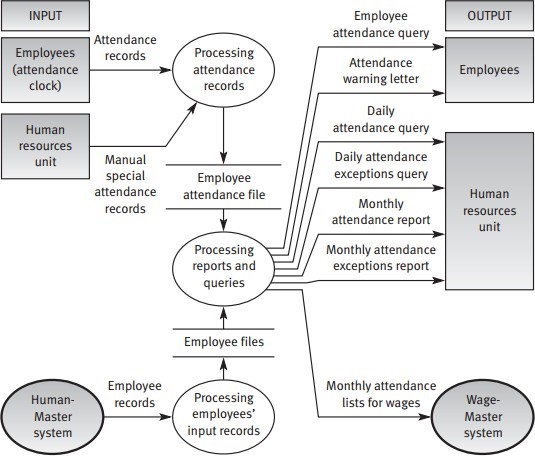 INPUT
OUTPUT
Employees
(attendance
clock)
Attendance
records
Processing
attendance
records
Employee
attendance query
Attendance
warning letter
Employees
Human
resources
unit
Manual
special
attendance
records
Employee
attendance file
Daily
attendance query
Daily attendance
exceptions query
Monthly
attendance report
Monthly attendance
exceptions report
Human
resources
unit
Processing
reports and
queries
Employee files
Human-
Master
system
Employee
records
Processing
employees'
input records
Monthly attendance
lists for wages
Wage-
Master
system